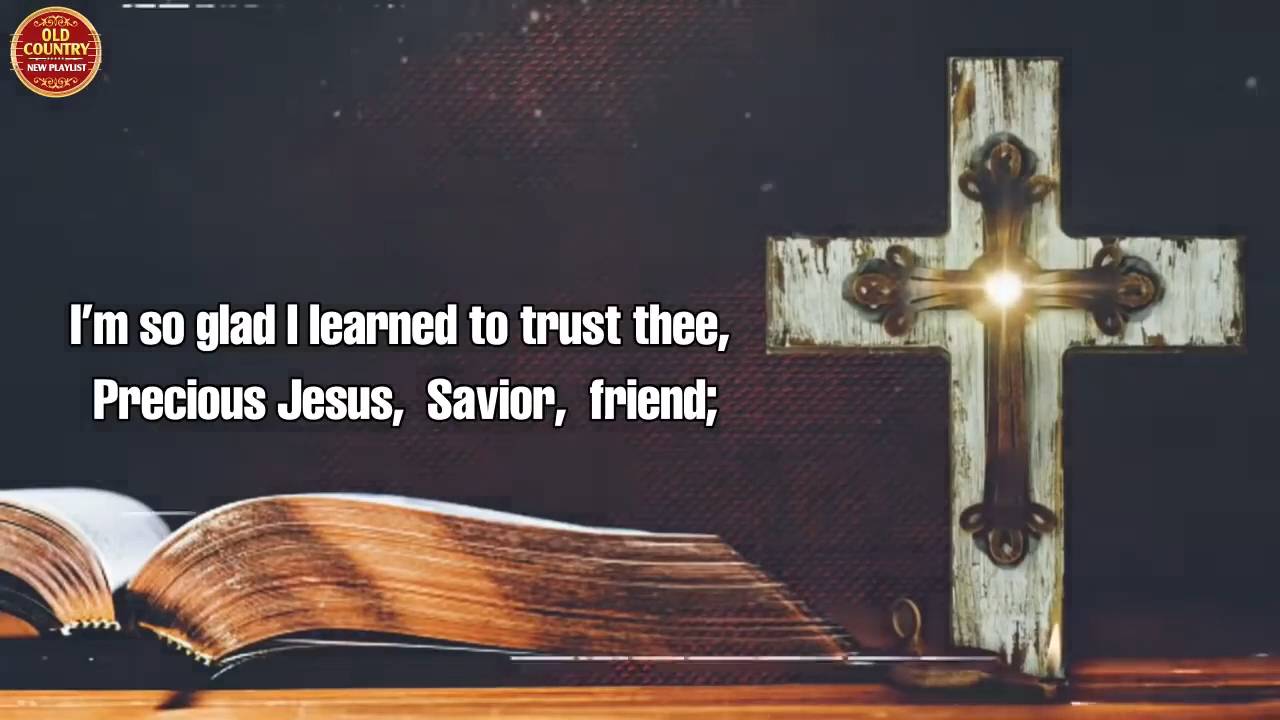 OLD
COUNTRY
NEW PLAYLIST
I'm so glad I learned to trust thee,
Precious Jesus, Savior, friend;